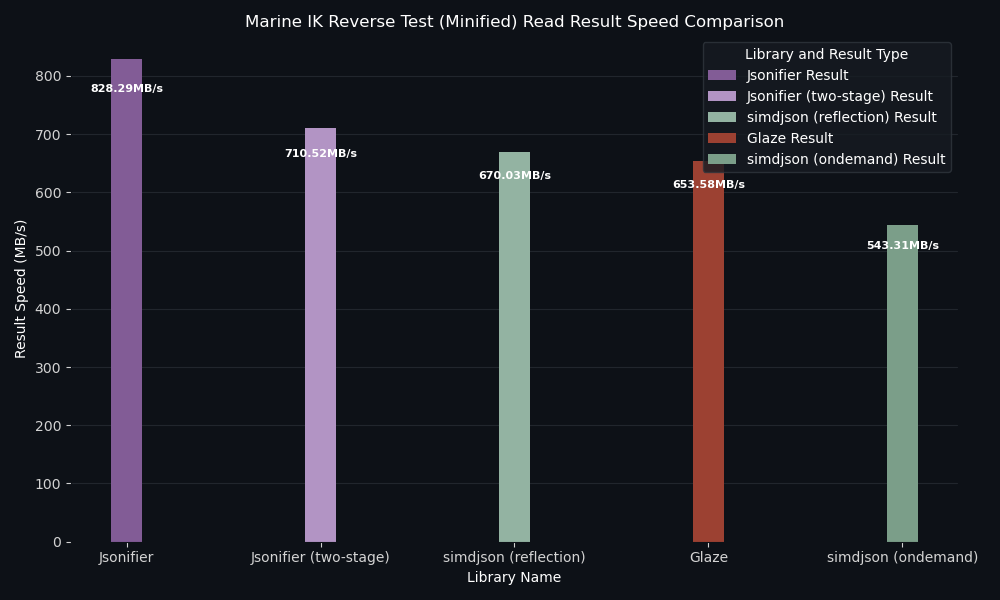 Marine IK Reverse Test (Minified) Read Result Speed Comparison
Library and Result Type
Jsonifier Result
Jsonifier (two-stage) Result
simdjson (reflection) Result
Glaze Result
simdjson (ondemand) Result
Result Speed (MB/s)
800
700
600
500
400
300
200
100
0
828.29MB/s
710.52MB/s
670.03MB/s
653.58MB/s
543.31MB/s
Jsonifier
Jsonifier (two-stage)
simdjson (reflection)
Glaze
simdjson (ondemand)
Library Name